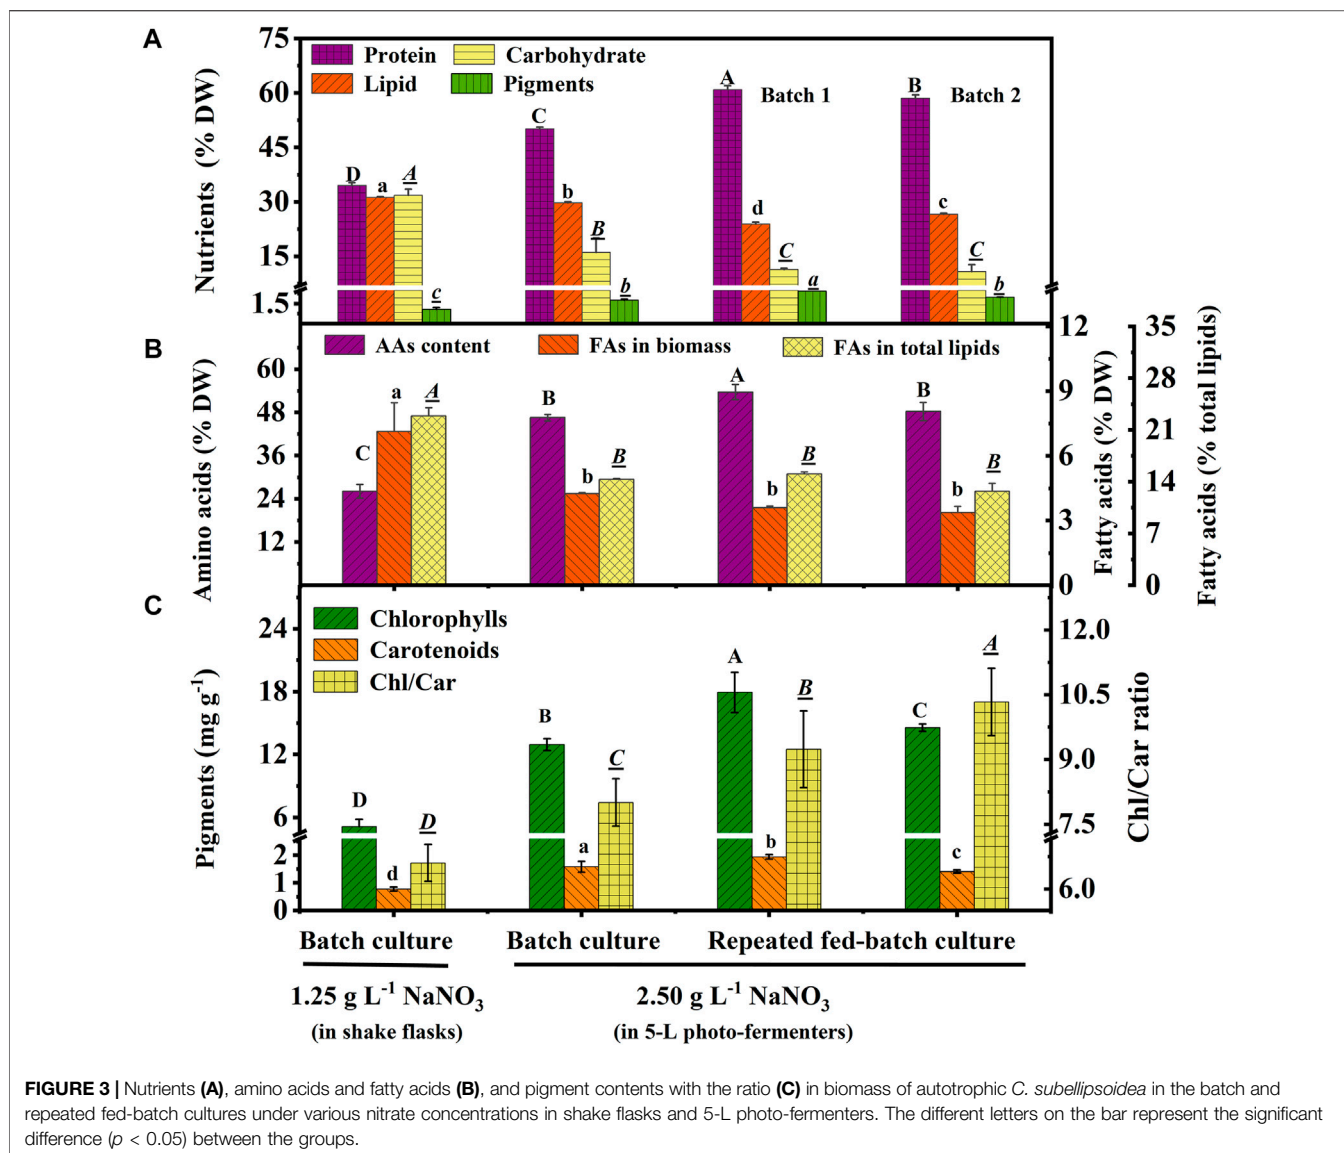 A
75
60
45
30
15
1.5
Nutrients (% DW)
Protein
Carbohydrate
Lipid
Pigments
Batch 1
Batch 2
D
a
A
c
C
b
B
b
A
d
C
a
B
c
C
b
B
60
48
36
24
12
Amino acids (% DW)
AAs content
FAs in biomass
FAs in total lipids
C
a
A
B
b
B
A
b
B
B
b
B
12
9
6
3
0
Fatty acids (% DW)
35
28
21
14
7
0
Fatty acids (% total lipids)
C
24
18
12
6
2
1
0
Pigments (mg g⁻¹)
Chlorophylls
Carotenoids
Chl/Car
D
d
D
B
a
C
A
b
B
C
c
A
12.0
10.5
9.0
7.5
6.0
Chl/Car ratio
Batch culture
Batch culture
Repeated fed-batch culture
1.25 g L⁻¹ NaNO₃
2.50 g L⁻¹ NaNO₃
(in shake flasks)
(in 5-L photo-fermenters)
FIGURE 3 | Nutrients (A), amino acids and fatty acids (B), and pigment contents with the ratio (C) in biomass of autotrophic C. subellipsoidea in the batch and
repeated fed-batch cultures under various nitrate concentrations in shake flasks and 5-L photo-fermenters. The different letters on the bar represent the significant
difference (p < 0.05) between the groups.